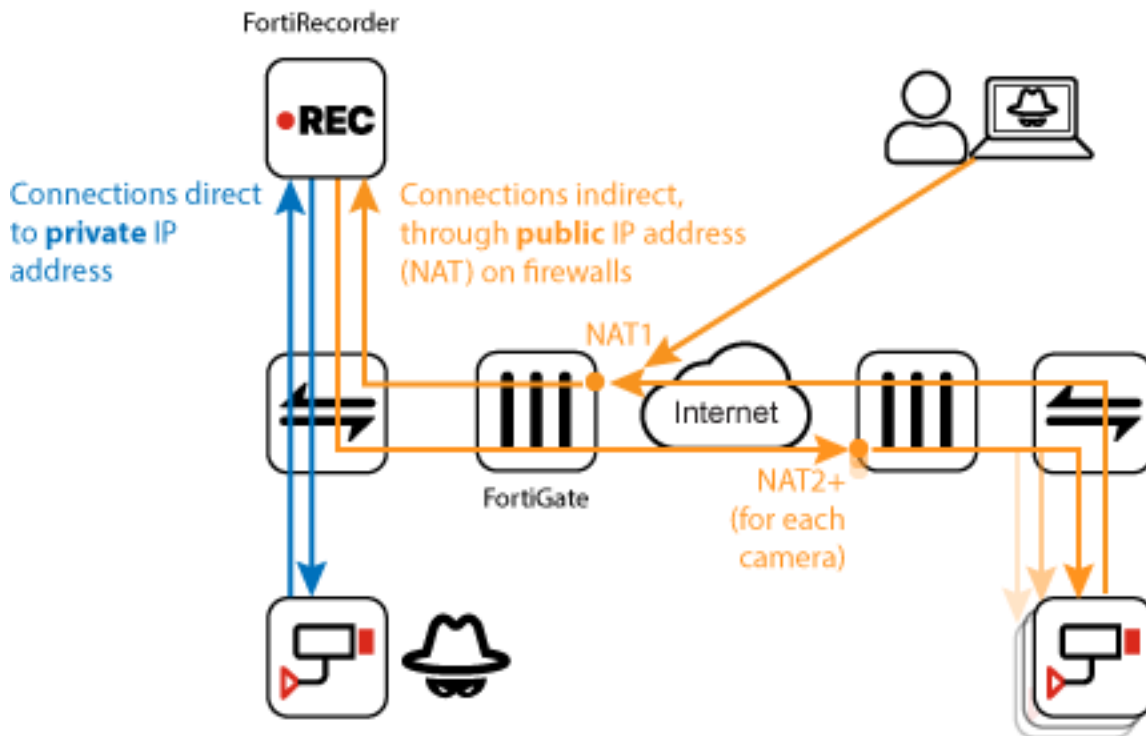 FortiRecorder
REC
Connections direct
to private IP
address
Connections indirect,
through public IP address
(NAT) on firewalls
NAT1
Internet
FortiGate
NAT2+
(for each
camera)